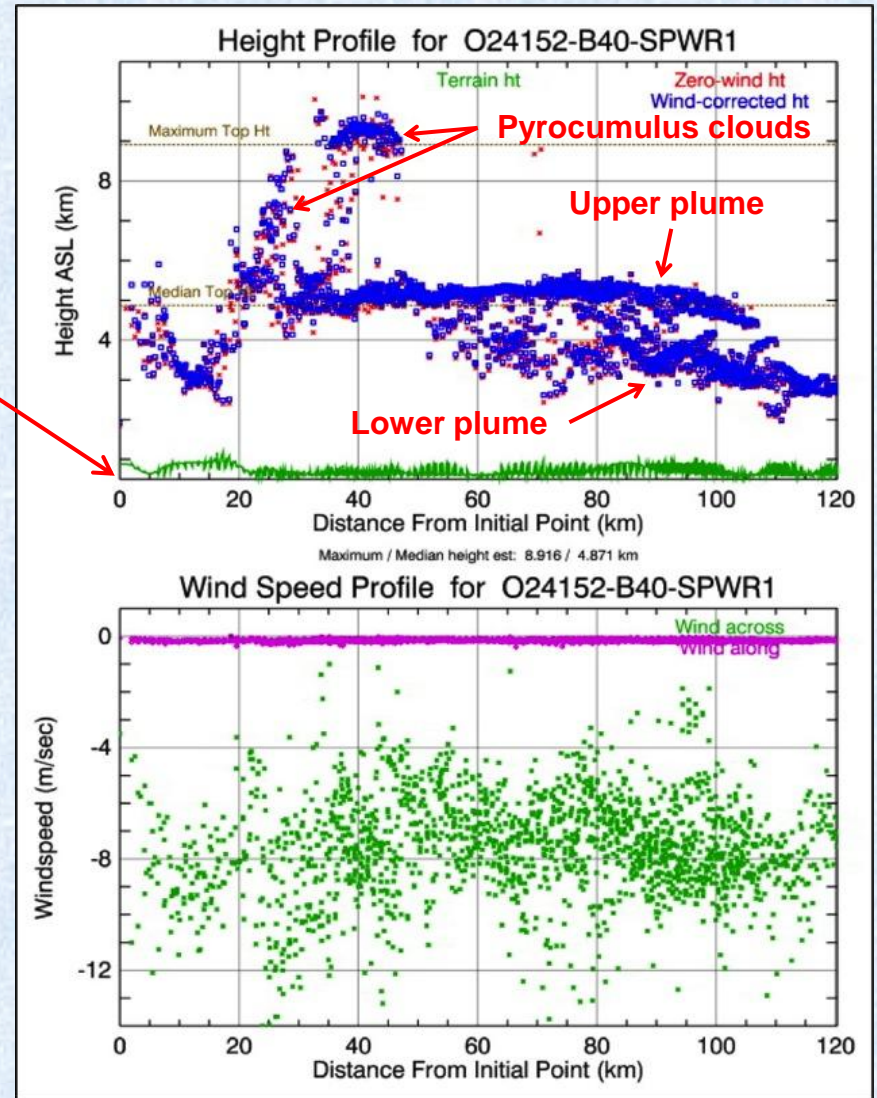 Height Profile for O24152-B40-SPWR1
Terrain ht
Zero-wind ht
Wind-corrected ht
Maximum Top Ht
Pyrocumulus clouds
8
Upper plume
Height ASL (km)
Median Top
4
Lower plume
0 20 40 60 80 100 120
Distance From Initial Point (km)
Maximum / Median height est: 8.916 / 4.871 km
Wind Speed Profile for O24152-B40-SPWR1
Wind across
Wind along
0
-4
Windspeed (m/sec)
-8
-12
0 20 40 60 80 100 120
Distance From Initial Point (km)